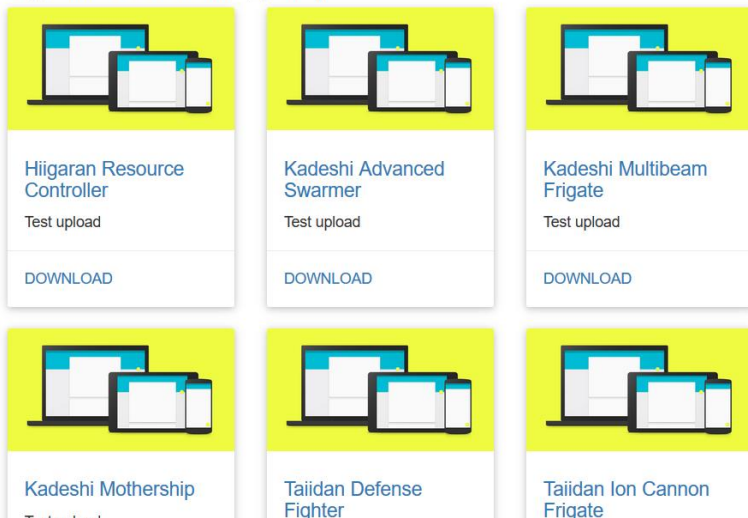 Hiigaran Resource
Controller
Test upload
DOWNLOAD
Kadeshi Advanced
Swarmer
Test upload
DOWNLOAD
Kadeshi Multibeam
Frigate
Test upload
DOWNLOAD
Kadeshi Mothership
Taiidan Defense
Fighter
Taiidan Ion Cannon
Frigate